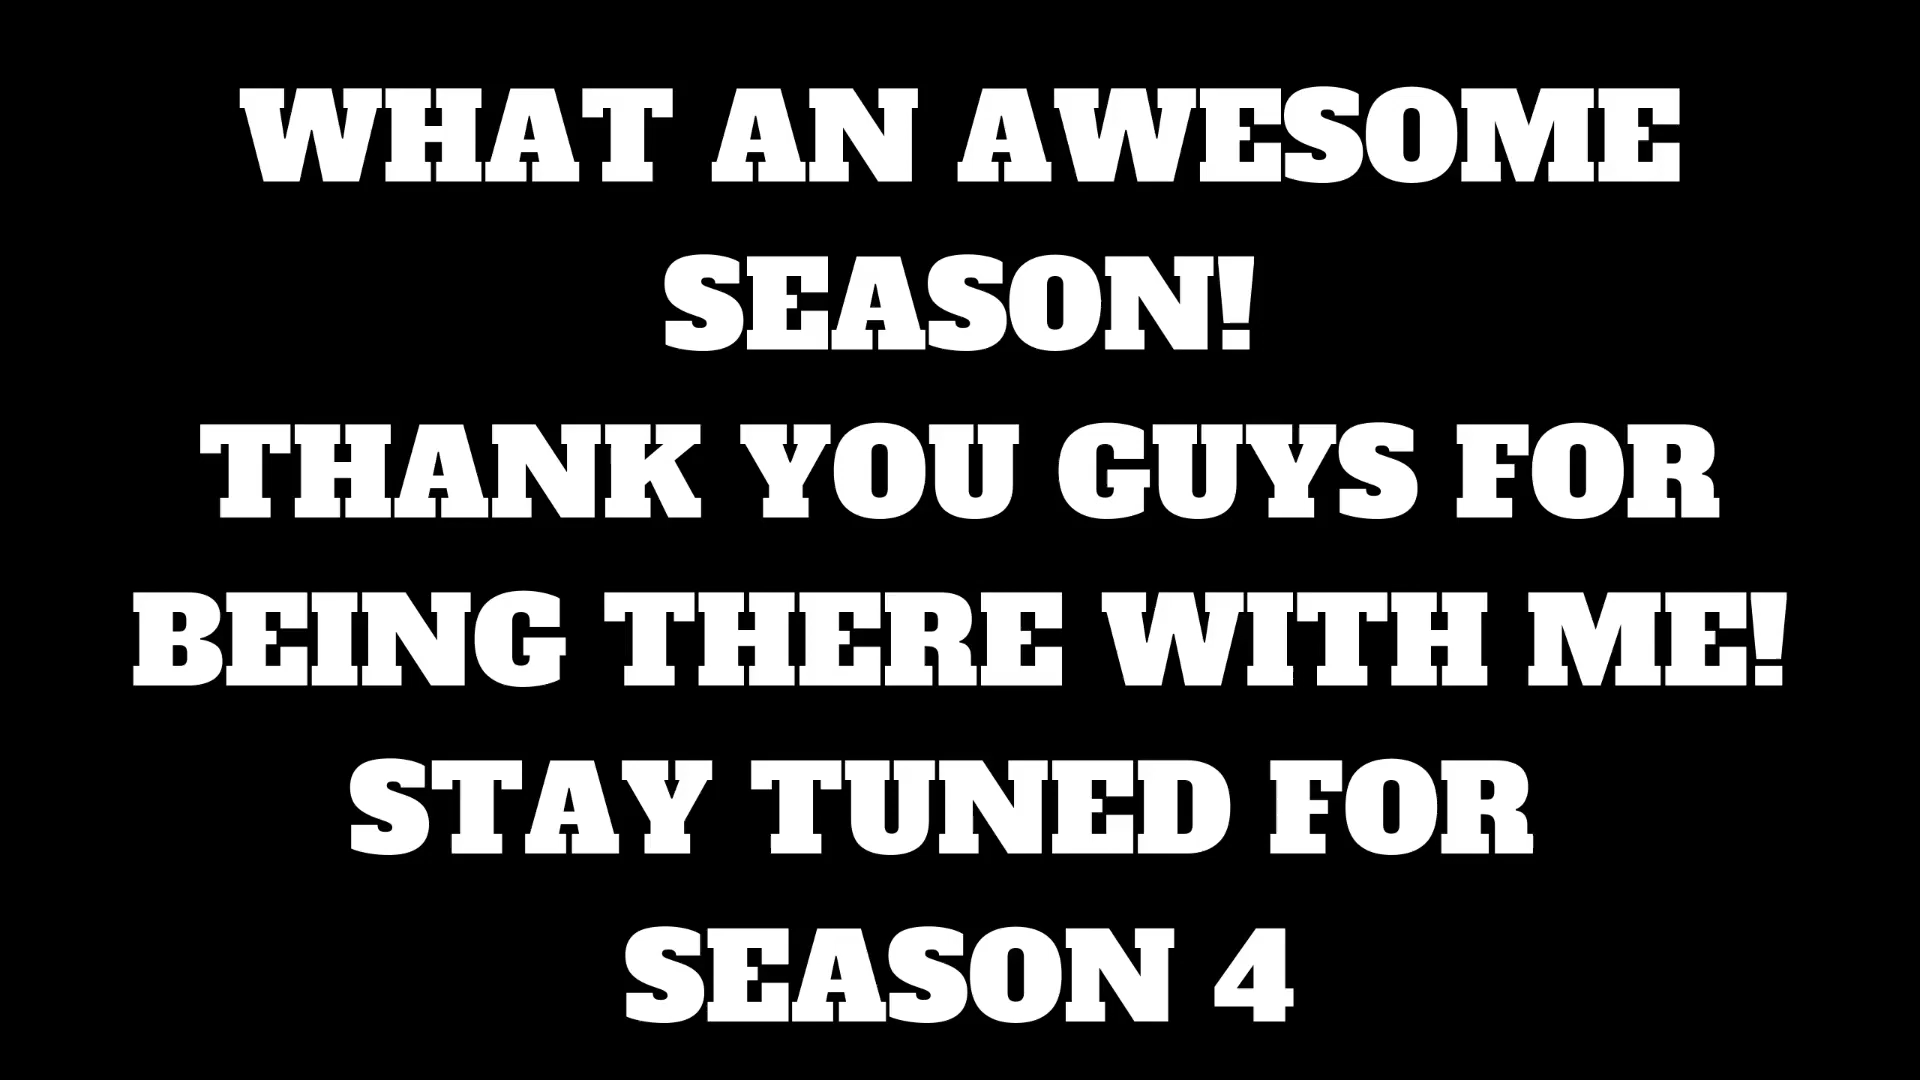 WHAT AN AWESOME
SEASON!
THANK YOU GUYS FOR
BEING THERE WITH ME!
STAY TUNED FOR
SEASON 4